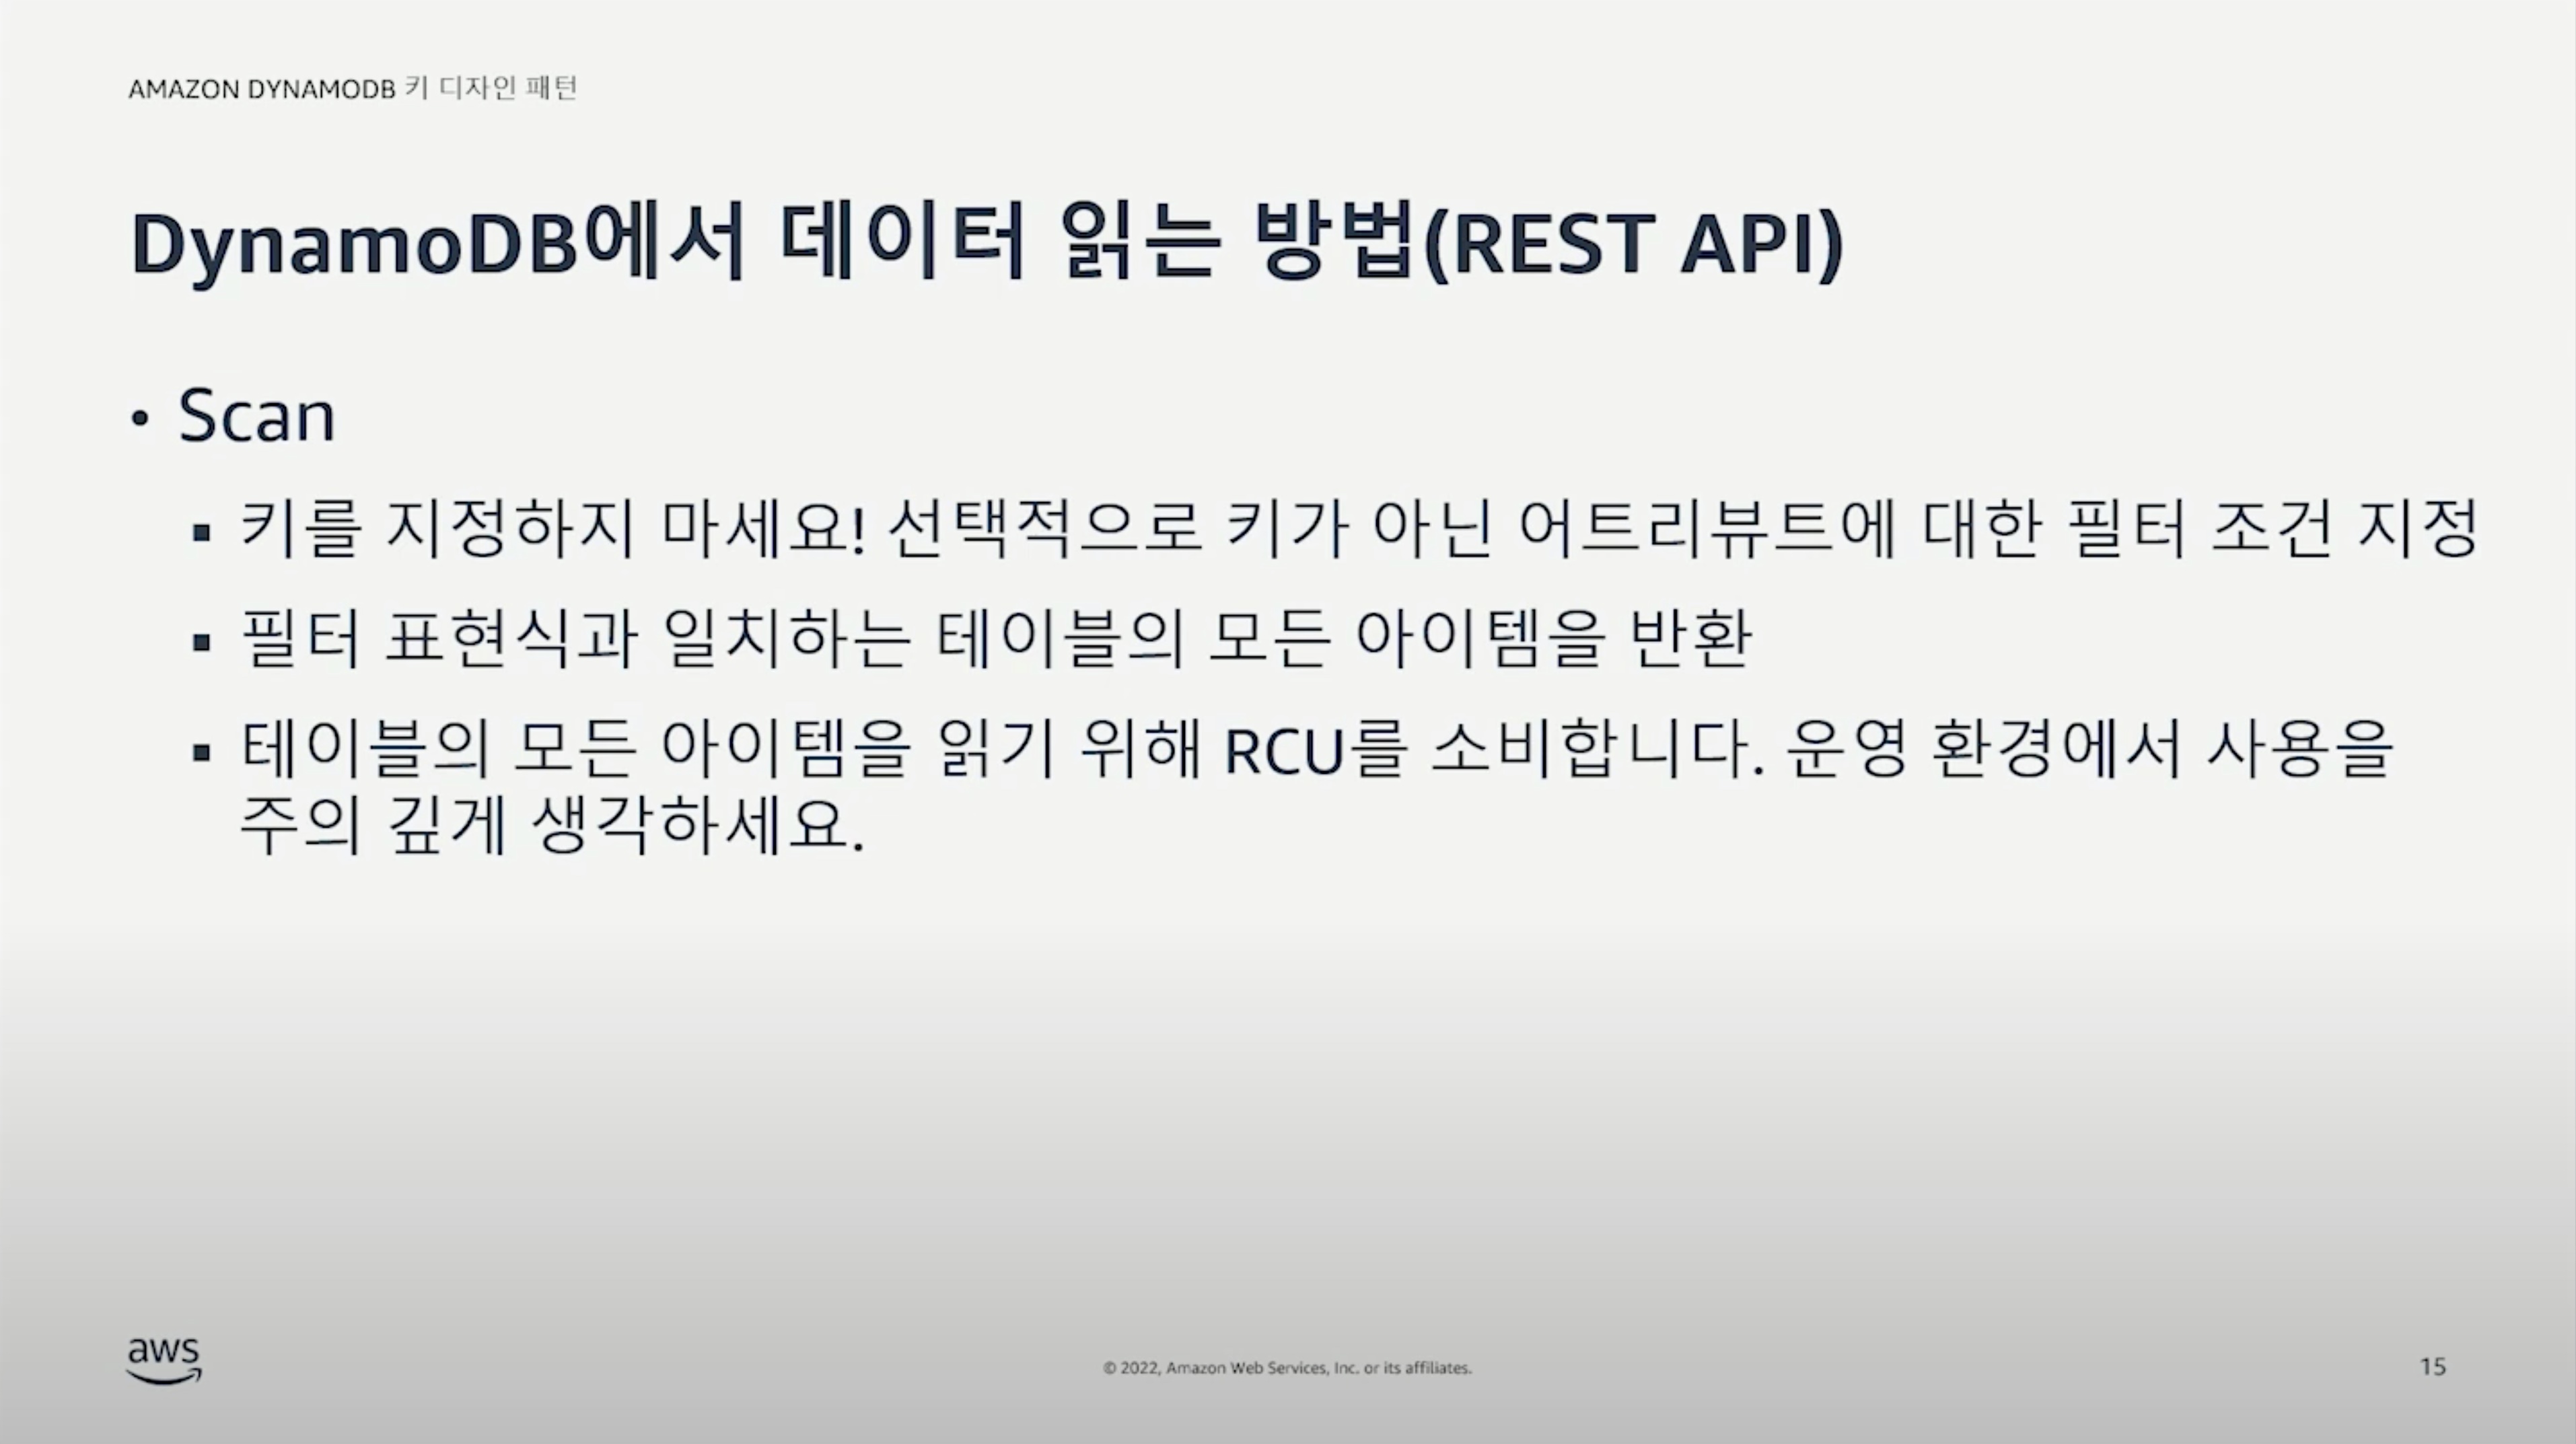 AMAZON DYNAMODB 키 디자인 패턴
DynamoDB에서 데이터 읽는 방법(REST API)
• Scan
▪ 키를 지정하지 마세요! 선택적으로 키가 아닌 어트리뷰트에 대한 필터 조건 지정
▪ 필터 표현식과 일치하는 테이블의 모든 아이템을 반환
▪ 테이블의 모든 아이템을 읽기 위해 RCU를 소비합니다. 운영 환경에서 사용을
주의 깊게 생각하세요.
aws
© 2022, Amazon Web Services, Inc. or its affiliates.
15